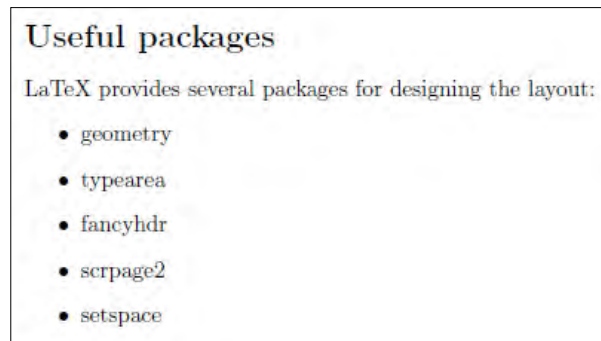 Useful packages
LaTeX provides several packages for designing the layout:
• geometry
• typearea
• fancyhdr
• scrpage2
• setspace